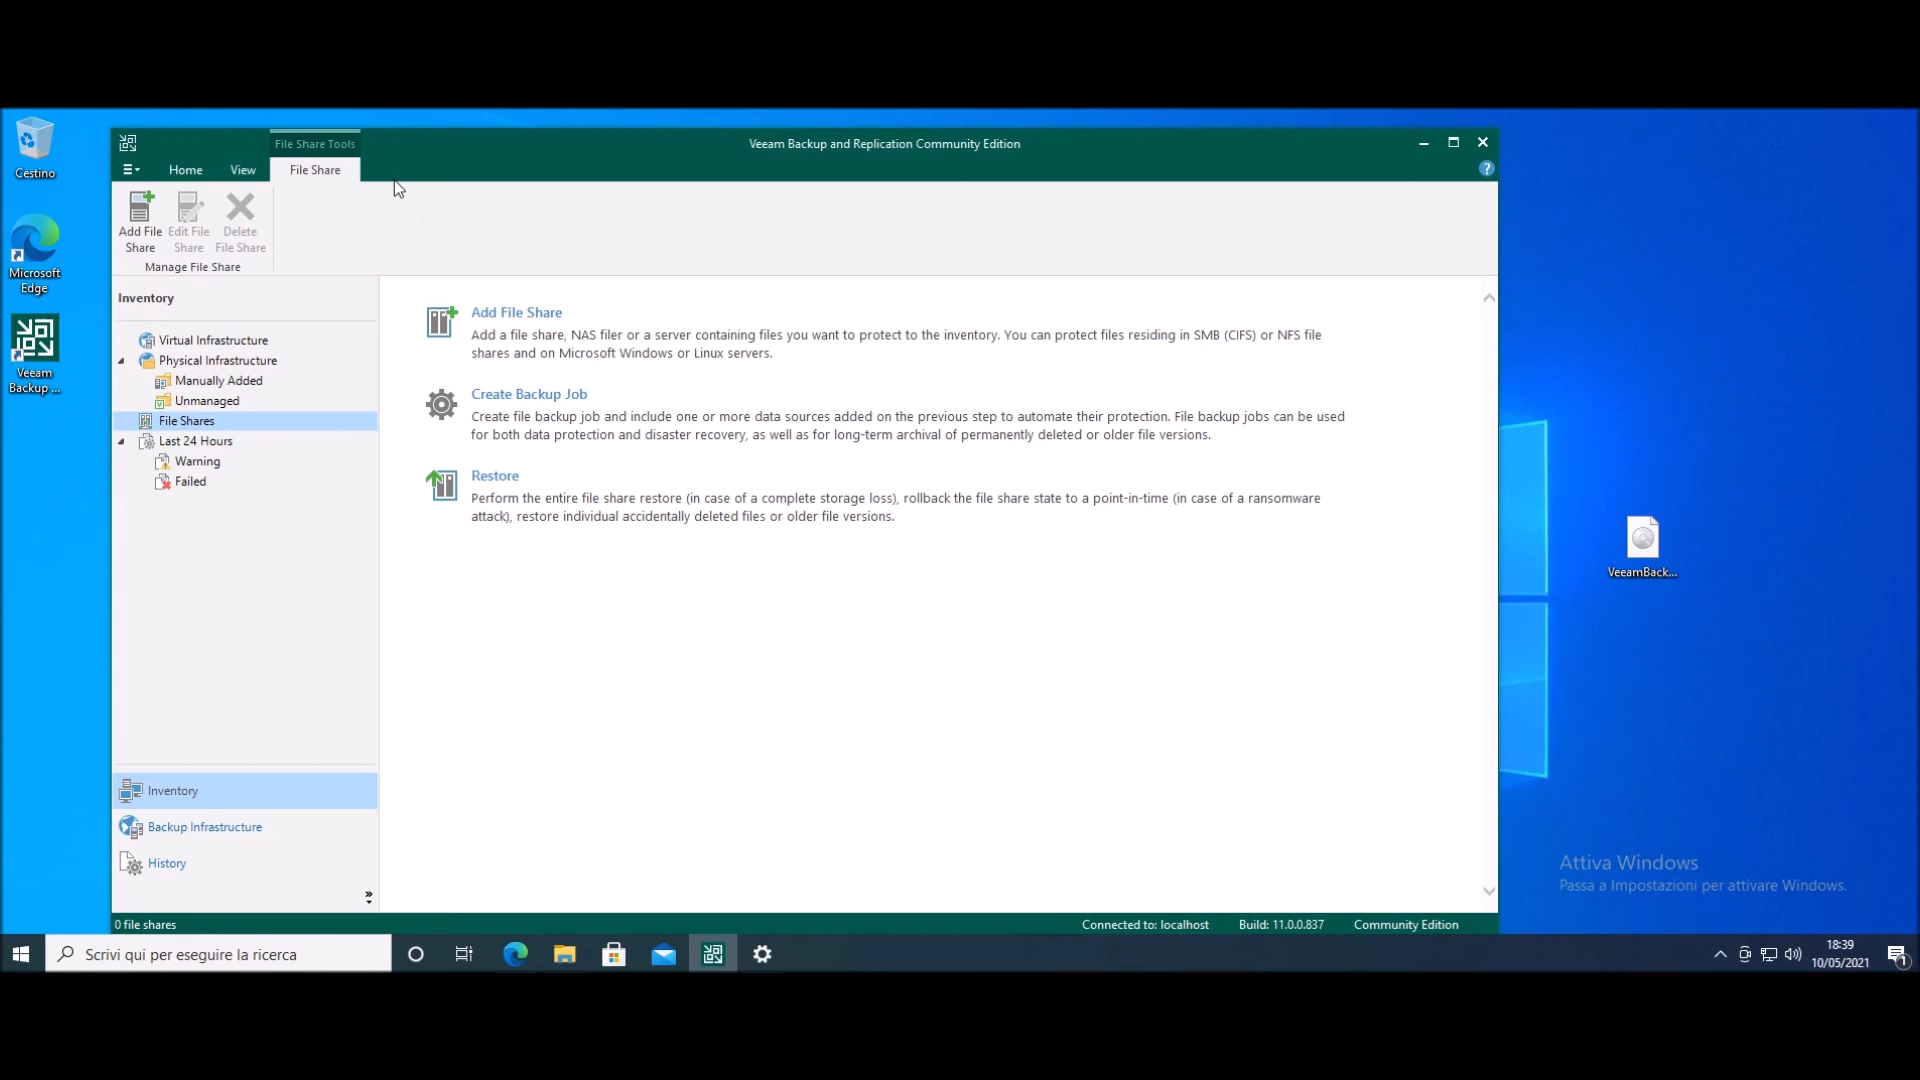 Cestino
Microsoft
Edge
Veeam
Backup ...
File Share Tools
Veeam Backup and Replication Community Edition
Home
View
File Share
Add File
Share
Edit File
Share
Delete
File Share
Manage File Share
Inventory
Virtual Infrastructure
Physical Infrastructure
Manually Added
Unmanaged
File Shares
Last 24 Hours
Warning
Failed
Add File Share
Add a file share, NAS filer or a server containing files you want to protect to the inventory. You can protect files residing in SMB (CIFS) or NFS file
shares and on Microsoft Windows or Linux servers.
Create Backup Job
Create file backup job and include one or more data sources added on the previous step to automate their protection. File backup jobs can be used
for both data protection and disaster recovery, as well as for long-term archival of permanently deleted or older file versions.
Restore
Perform the entire file share restore (in case of a complete storage loss), rollback the file share state to a point-in-time (in case of a ransomware
attack), restore individual accidentally deleted files or older file versions.
Inventory
Backup Infrastructure
History
0 file shares
Connected to: localhost
Build: 11.0.0.837
Community Edition
VeeamBack...
Attiva Windows
Passa a Impostazioni per attivare Windows.
Scrivi qui per eseguire la ricerca
18:39
10/05/2021
1